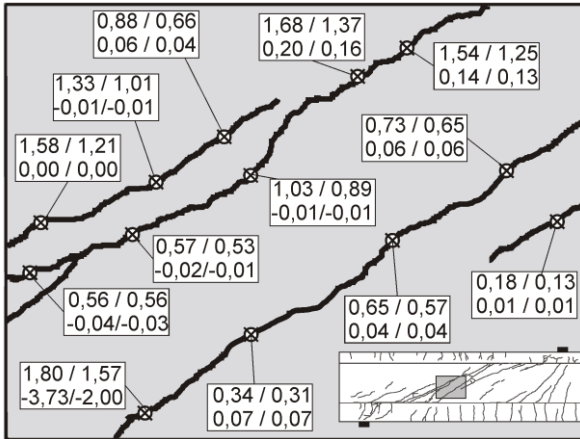 0,88 / 0,66
0,06 / 0,04
1,68 / 1,37
0,20 / 0,16
1,54 / 1,25
0,14 / 0,13
1,33 / 1,01
-0,01/-0,01
0,73 / 0,65
0,06 / 0,06
1,58 / 1,21
0,00 / 0,00
1,03 / 0,89
-0,01/-0,01
0,57 / 0,53
-0,02/-0,01
0,18 / 0,13
0,01 / 0,01
0,56 / 0,56
-0,04/-0,03
0,65 / 0,57
0,04 / 0,04
1,80 / 1,57
-3,73/-2,00
0,34 / 0,31
0,07 / 0,07